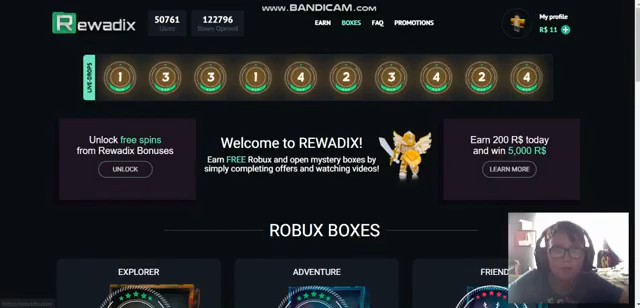 WWW.BANDICAM.COM
Rewadix
50761
122796
EARN
BOXES
FAQ
PROMOTIONS
My profile
R$ 11
LIVE-DROPS
1
3
3
1
4
2
3
4
2
4
Unlock free spins
from Rewadix Bonuses
UNLOCK
Welcome to REWADIX!
Earn FREE Robux and open mystery boxes by
simply completing offers and watching videos!
Earn 200 R$ today
and win 5,000 R$
LEARN MORE
ROBUX BOXES
EXPLORER
ADVENTURE
FRIEND